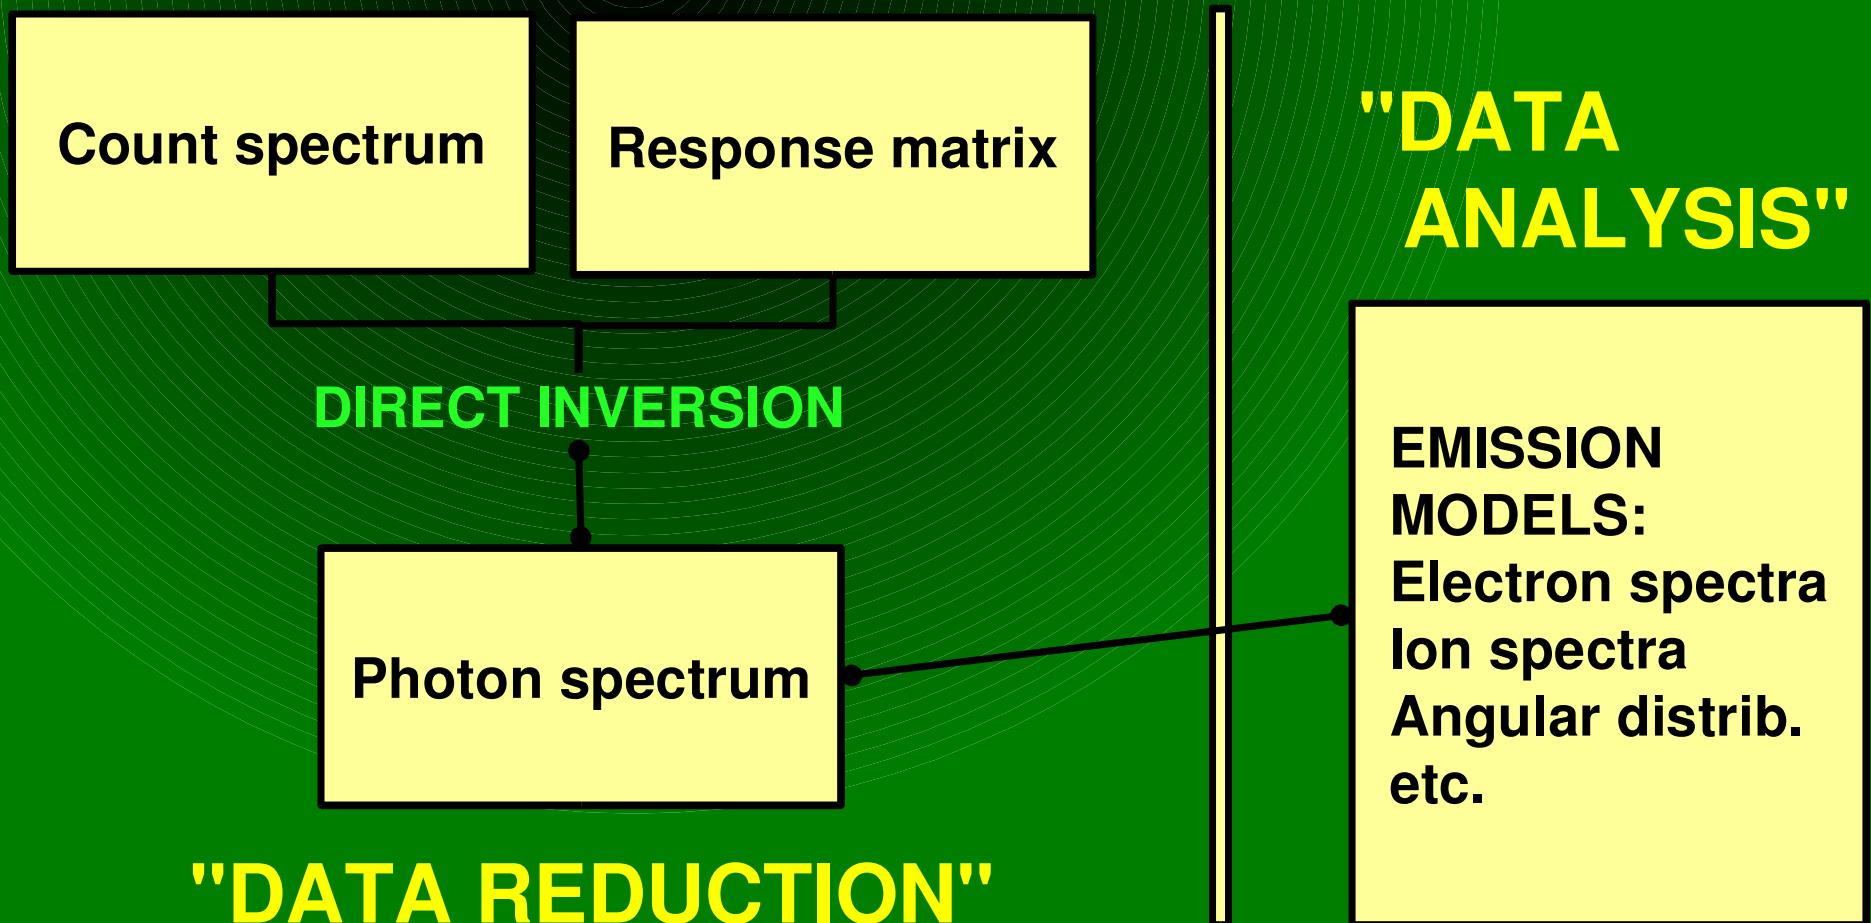 Count spectrum
Response matrix
DIRECT INVERSION
Photon spectrum
"DATA REDUCTION"
"DATA
ANALYSIS"
EMISSION
MODELS:
Electron spectra
Ion spectra
Angular distrib.
etc.